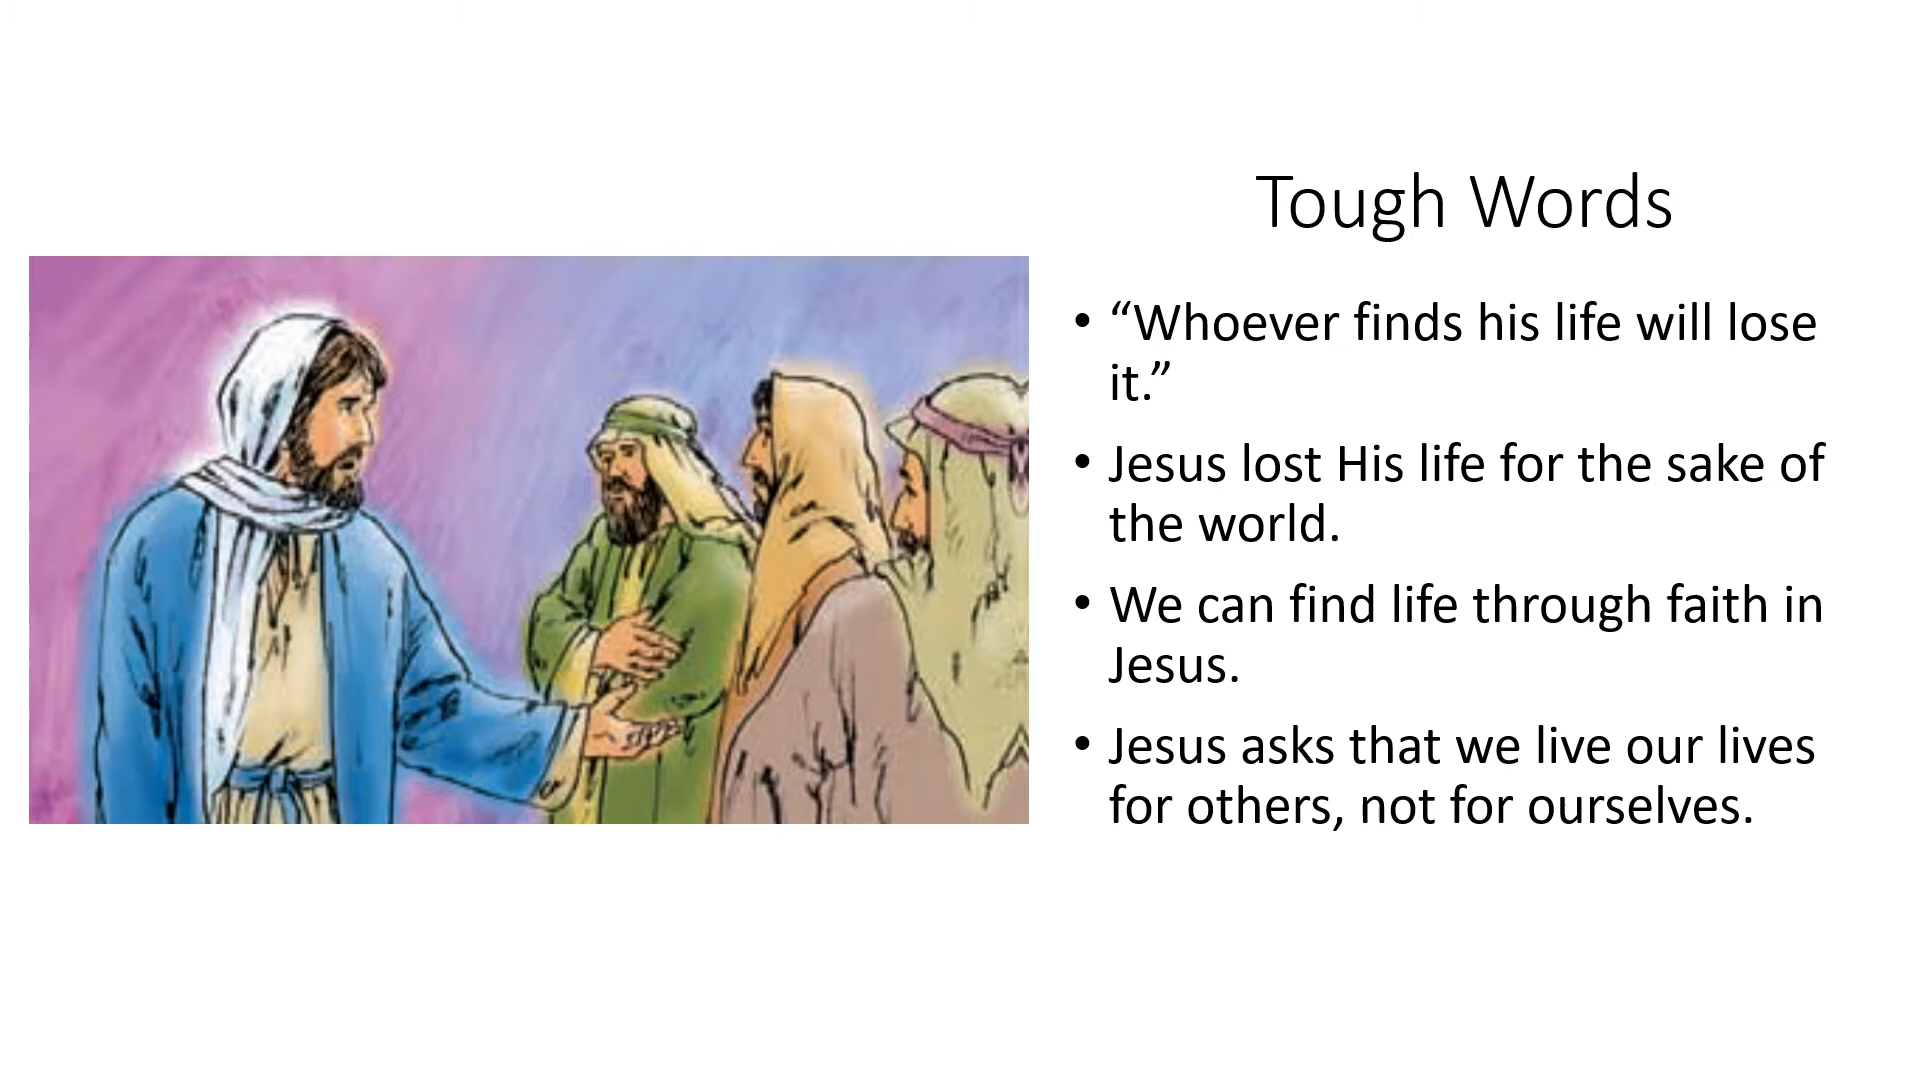 Tough Words
• “Whoever finds his life will lose
it.”
• Jesus lost His life for the sake of
the world.
• We can find life through faith in
Jesus.
• Jesus asks that we live our lives
for others, not for ourselves.